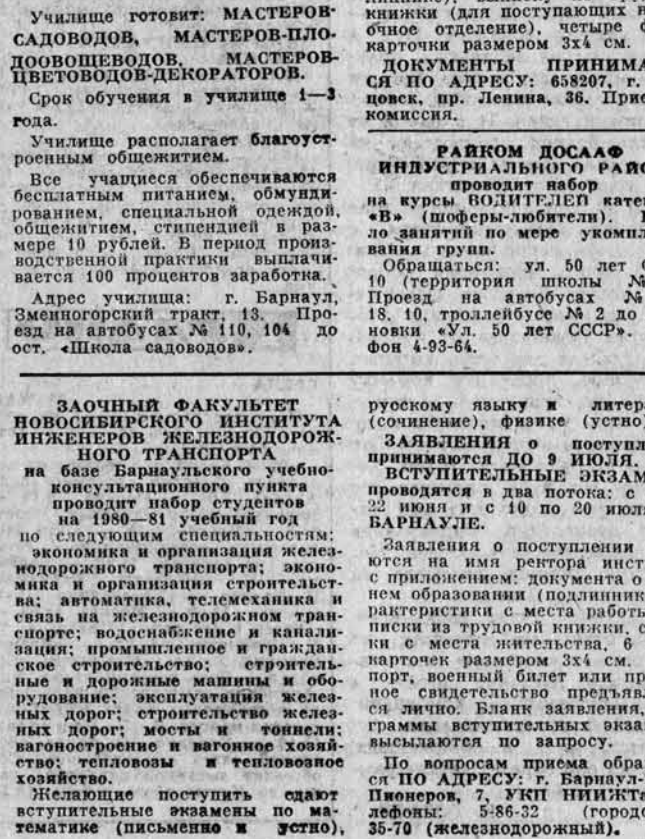 Училище готовит: МАСТЕРОВ-
САДОВОДОВ, МАСТЕРОВ-ПЛО-
ДООВОЩЕВОДОВ, МАСТЕРОВ-
ЦВЕТОВОДОВ-ДЕКОРАТОРОВ.
Срок обучения в училище 1—3
года.
Училище располагает благоуст-
роенным общежитием.
Все учащиеся обеспечиваются
бесплатным питанием, обмунди-
рованием, специальной одеждой,
общежитием, стипендией в раз-
мере 10 рублей. В период произ-
водственной практики выплачи-
вается 100 процентов заработка.
Адрес училища: г. Барнаул,
Змеиногорский тракт, 13. Про-
езд на автобусах № 110, 104 до
ост. «Школа садоводов».
книжки (для поступающих
бчное отделение), четыре
карточки размером 3х4 см.
ДОКУМЕНТЫ ПРИНИМА
СЯ ПО АДРЕСУ: 658207, г.
цовск, пр. Ленина, 36. Прие
комиссия.
РАЙКОМ ДОСААФ
ИНДУСТРИАЛЬНОГО РАЙО
проводит набор
на курсы ВОДИТЕЛЕЙ кате
«В» (шоферы-любители).
ло занятий по мере укомпл
вания групп.
Обращаться: ул. 50 лет
10 (территория школы №
Проезд на автобусах №
18, 10, троллейбусе № 2 до
новки «Ул. 50 лет СССР».
фон 4-93-64.
ЗАОЧНЫЙ ФАКУЛЬТЕТ
НОВОСИБИРСКОГО ИНСТИТУТА
ИНЖЕНЕРОВ ЖЕЛЕЗНОДОРОЖ-
НОГО ТРАНСПОРТА
на базе Барнаульского учебно-
консультационного пункта
проводит набор студентов
на 1980—81 учебный год
по следующим специальностям:
экономика и организация желез-
нодорожного транспорта; эконо-
мика и организация строительст-
ва; автоматика, телемеханика и
связь на железнодорожном тран-
спорте; водоснабжение и канали-
зация; промышленное и граждан-
ское строительство; строитель-
ные и дорожные машины и обо-
рудование; эксплуатация желез-
ных дорог; строительство желез-
ных дорог; мосты и тоннели;
вагоностроение и вагонное хозяй-
ство; тепловозы и тепловозное
хозяйство.
Желающие поступить сдают
вступительные экзамены по ма-
тематике (письменно и устно),
русскому языку и литер
(сочинение), физике (устно
ЗАЯВЛЕНИЯ о поступл
принимаются ДО 9 ИЮЛЯ.
ВСТУПИТЕЛЬНЫЕ ЭКЗАМ
проводятся в два потока: с
22 июня и с 10 по 20 июл
БАРНАУЛЕ.
Заявления о поступлении
ются на имя ректора инст
с приложением: документа о
нем образовании (подлинник
рактеристики с места работы
писки из трудовой книжки, с
ки с места жительства, 6
карточек размером 3х4 см.
порт, военный билет или пр
ное свидетельство предъяв
ся лично. Бланк заявления,
граммы вступительных экза
высылаются по запросу.
По вопросам приема обра
ся ПО АДРЕСУ: г. Барнаул-
Пионеров, 7, УКП НИИЖТ
лефоны: 5-86-32 (город
35-70 (железнодорожный).